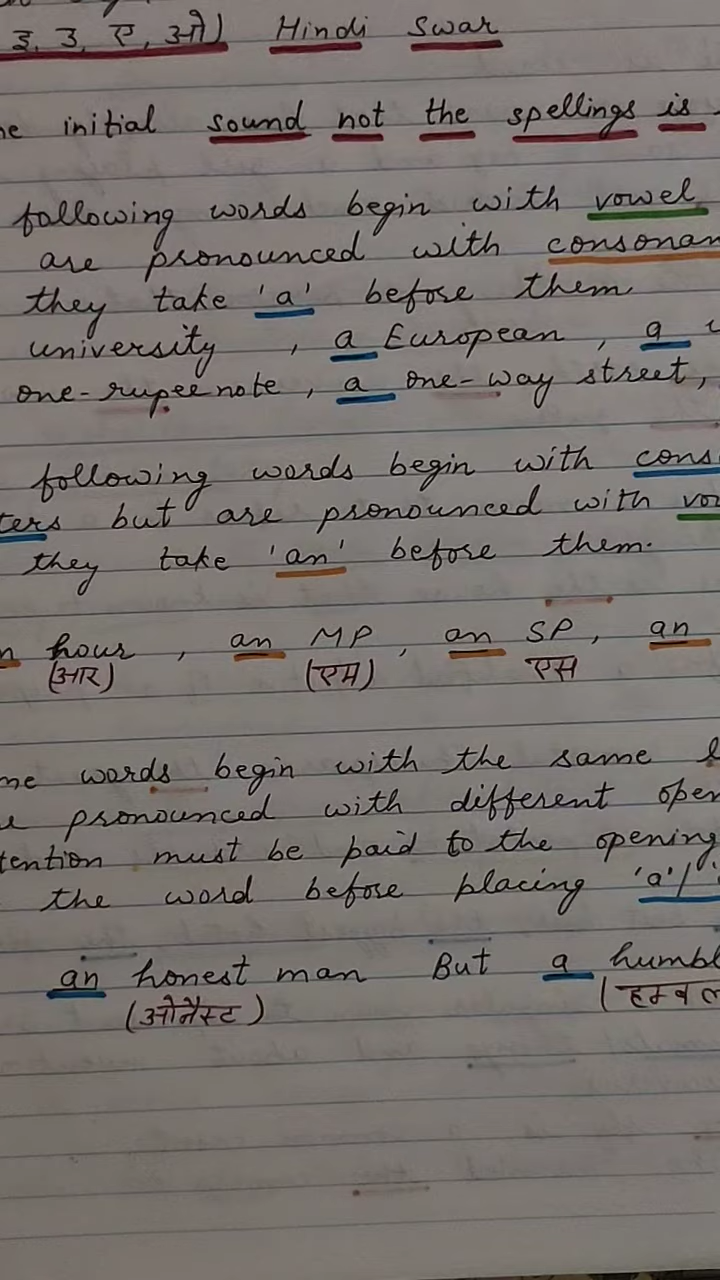 इ, उ, ए, ओ) Hindi Swar
initial sound not the spellings is
following words begin with vowel
are pronounced with consonan
they take 'a' before them
university , a European , a
one-rupee note , a one-way street,
following words begin with cons
ters but are pronounced with vo
they take 'an' before them.
n hour , an MP , an SP , an
(आर) (एम) एस
me words begin with the same
pronounced with different open
tention must be paid to the opening
the word before placing 'a'/'
an honest man But a humbl
(ओनैस्ट) (हम्बल